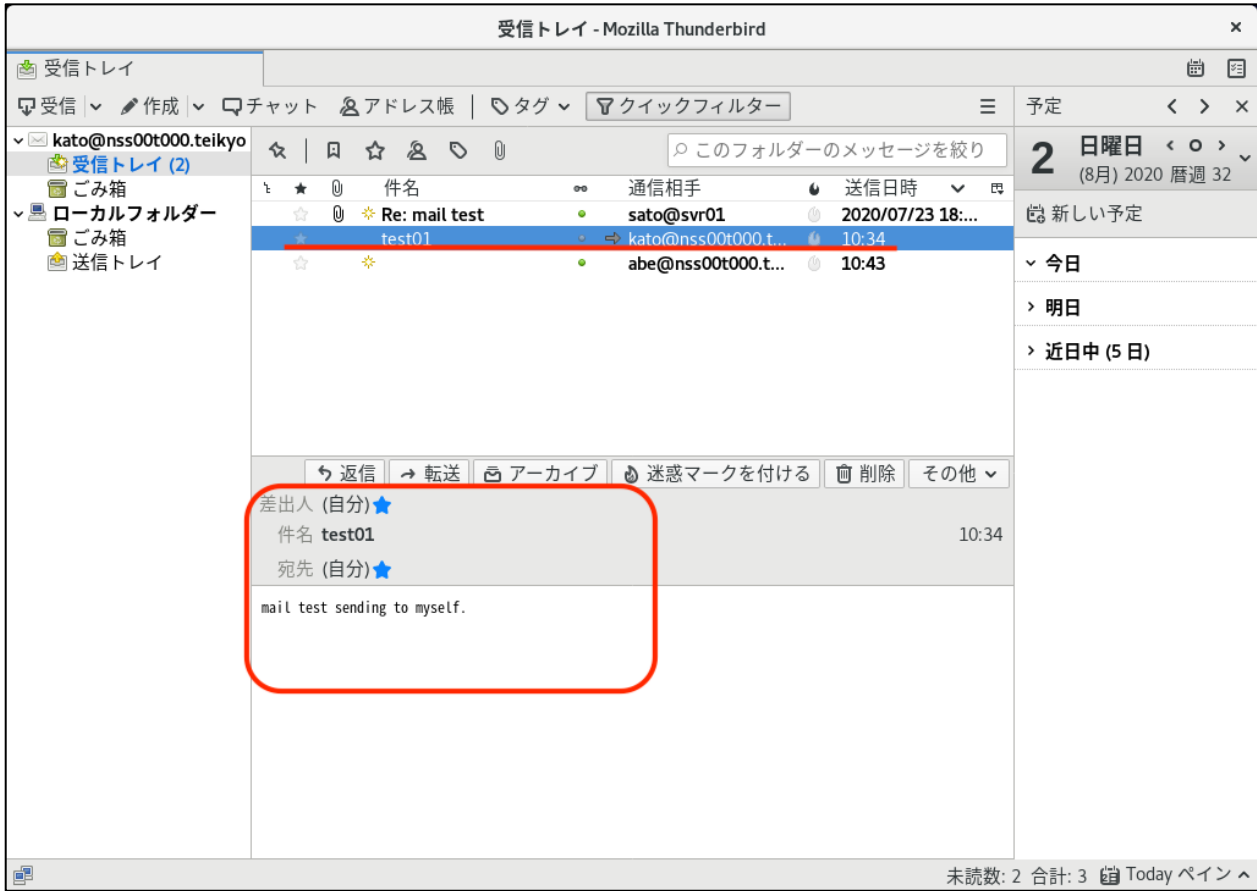 受信トレイ - Mozilla Thunderbird
受信トレイ
受信 作成 チャット アドレス帳 タグ クイックフィルター
予定
kato@nss00t000.teikyo
受信トレイ (2)
ごみ箱
ローカルフォルダー
ごみ箱
送信トレイ
このフォルダーのメッセージを絞り
件名 通信相手 送信日時
Re: mail test sato@svr01 2020/07/23 18:...
test01 kato@nss00t000.t... 10:34
abe@nss00t000.t... 10:43
返信 転送 アーカイブ 迷惑マークを付ける 削除 その他
差出人 (自分)
件名 test01 10:34
宛先 (自分)
mail test sending to myself.
2 日曜日
(8月) 2020 暦週 32
新しい予定
今日
明日
近日中 (5 日)
未読数: 2 合計: 3 Today ペイン